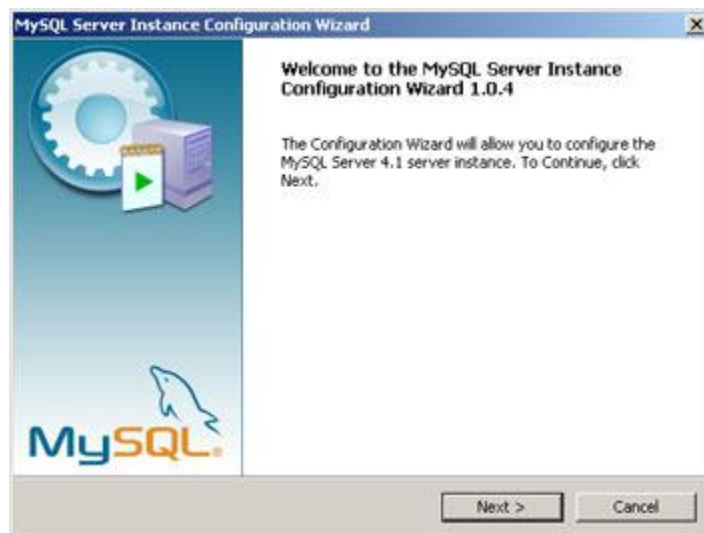 MySQL Server Instance Configuration Wizard
Welcome to the MySQL Server Instance
Configuration Wizard 1.0.4
The Configuration Wizard will allow you to configure the
MySQL Server 4.1 server instance. To Continue, click
Next.
MySQL®
Next >
Cancel